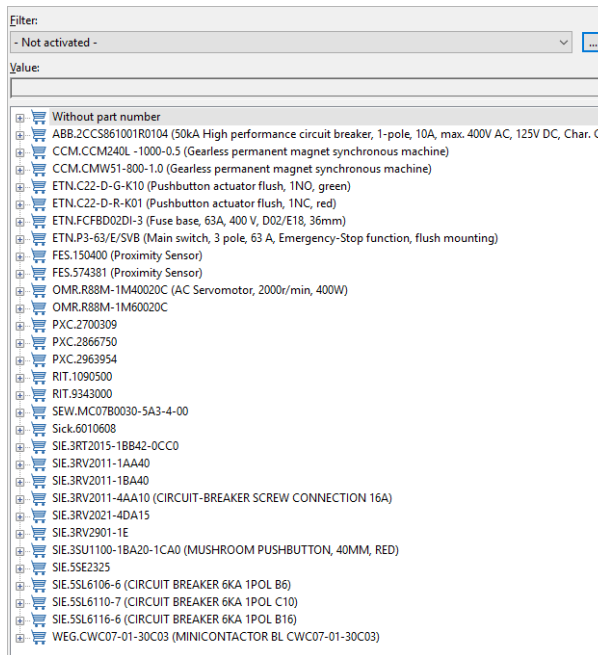 Filter:
- Not activated -
...
Value:
Without part number
ABB.2CCS861001R0104 (50kA High performance circuit breaker, 1-pole, 10A, max. 400V AC, 125V DC, Char. C
CCM.CCM240L -1000-0.5 (Gearless permanent magnet synchronous machine)
CCM.CMW51-800-1.0 (Gearless permanent magnet synchronous machine)
ETN.C22-D-G-K10 (Pushbutton actuator flush, 1NO, green)
ETN.C22-D-R-K01 (Pushbutton actuator flush, 1NC, red)
ETN.FCFBD02DI-3 (Fuse base, 63A, 400 V, D02/E18, 36mm)
ETN.P3-63/E/SVB (Main switch, 3 pole, 63 A, Emergency-Stop function, flush mounting)
FES.150400 (Proximity Sensor)
FES.574381 (Proximity Sensor)
OMR.R88M-1M40020C (AC Servomotor, 2000r/min, 400W)
OMR.R88M-1M60020C
PXC.2700309
PXC.2866750
PXC.2963954
RIT.1090500
RIT.9343000
SEW.MC07B0030-5A3-4-00
Sick.6010608
SIE.3RT2015-1BB42-0CC0
SIE.3RV2011-1AA40
SIE.3RV2011-1BA40
SIE.3RV2011-4AA10 (CIRCUIT-BREAKER SCREW CONNECTION 16A)
SIE.3RV2021-4DA15
SIE.3RV2901-1E
SIE.3SU1100-1BA20-1CA0 (MUSHROOM PUSHBUTTON, 40MM, RED)
SIE.5SE2325
SIE.5SL6106-6 (CIRCUIT BREAKER 6KA 1POL B6)
SIE.5SL6110-7 (CIRCUIT BREAKER 6KA 1POL C10)
SIE.5SL6116-6 (CIRCUIT BREAKER 6KA 1POL B16)
WEG.CWC07-01-30C03 (MINICONTACTOR BL CWC07-01-30C03)